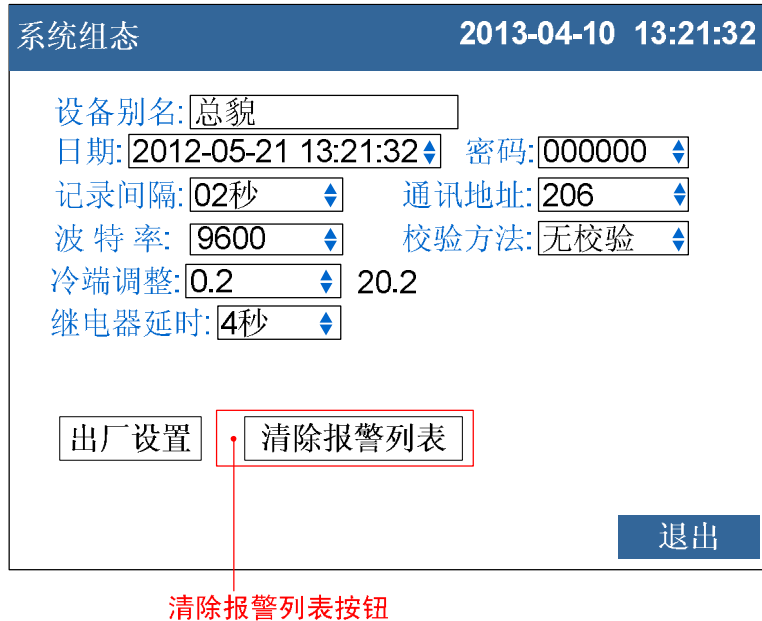 系统组态 2013-04-10 13:21:32
设备别名: 总貌
日期: 2012-05-21 13:21:32 密码: 000000
记录间隔: 02秒 通讯地址: 206
波特率: 9600 校验方法: 无校验
冷端调整: 0.2 20.2
继电器延时: 4秒
出厂设置 清除报警列表
退出
清除报警列表按钮